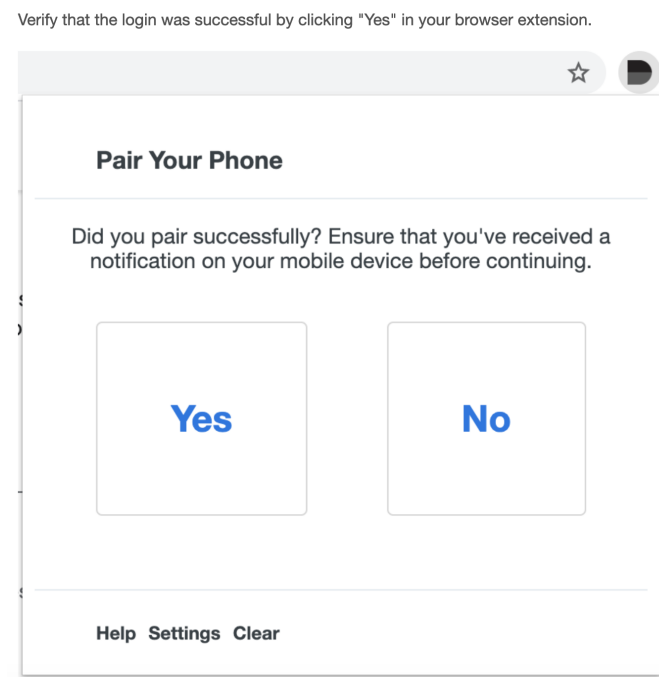 Verify that the login was successful by clicking "Yes" in your browser extension.
Pair Your Phone
Did you pair successfully? Ensure that you've received a
notification on your mobile device before continuing.
Yes
No
Help Settings Clear